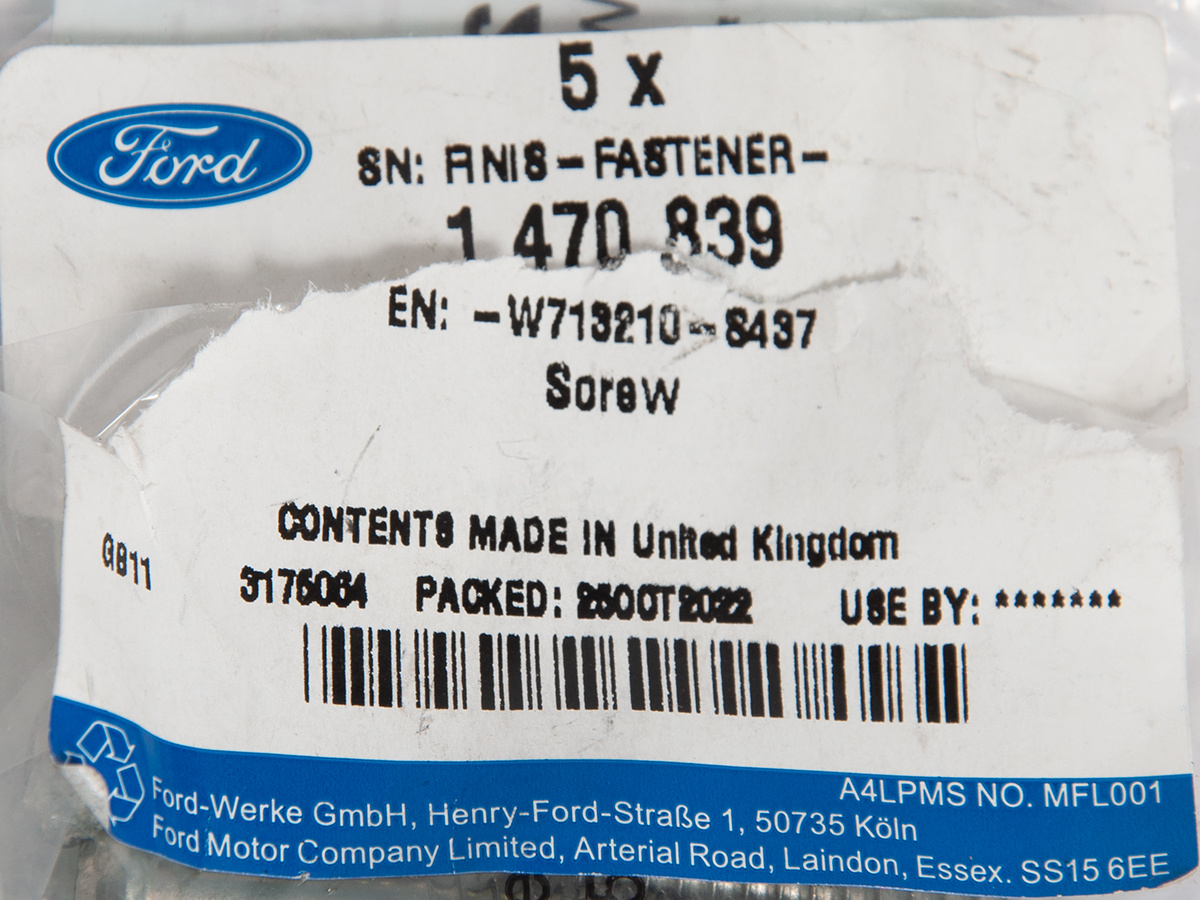 5 x
Ford
SN: FINIS-FASTENER-
1 470 839
EN: -W713210-S437
Screw
CONTENTS MADE IN United Kingdom
GB11
3175064 PACKED: 25OCT2022 USE BY: *******
A4LPMS NO. MFL001
Ford-Werke GmbH, Henry-Ford-Straße 1, 50735 Köln
Ford Motor Company Limited, Arterial Road, Laindon, Essex. SS15 6EE